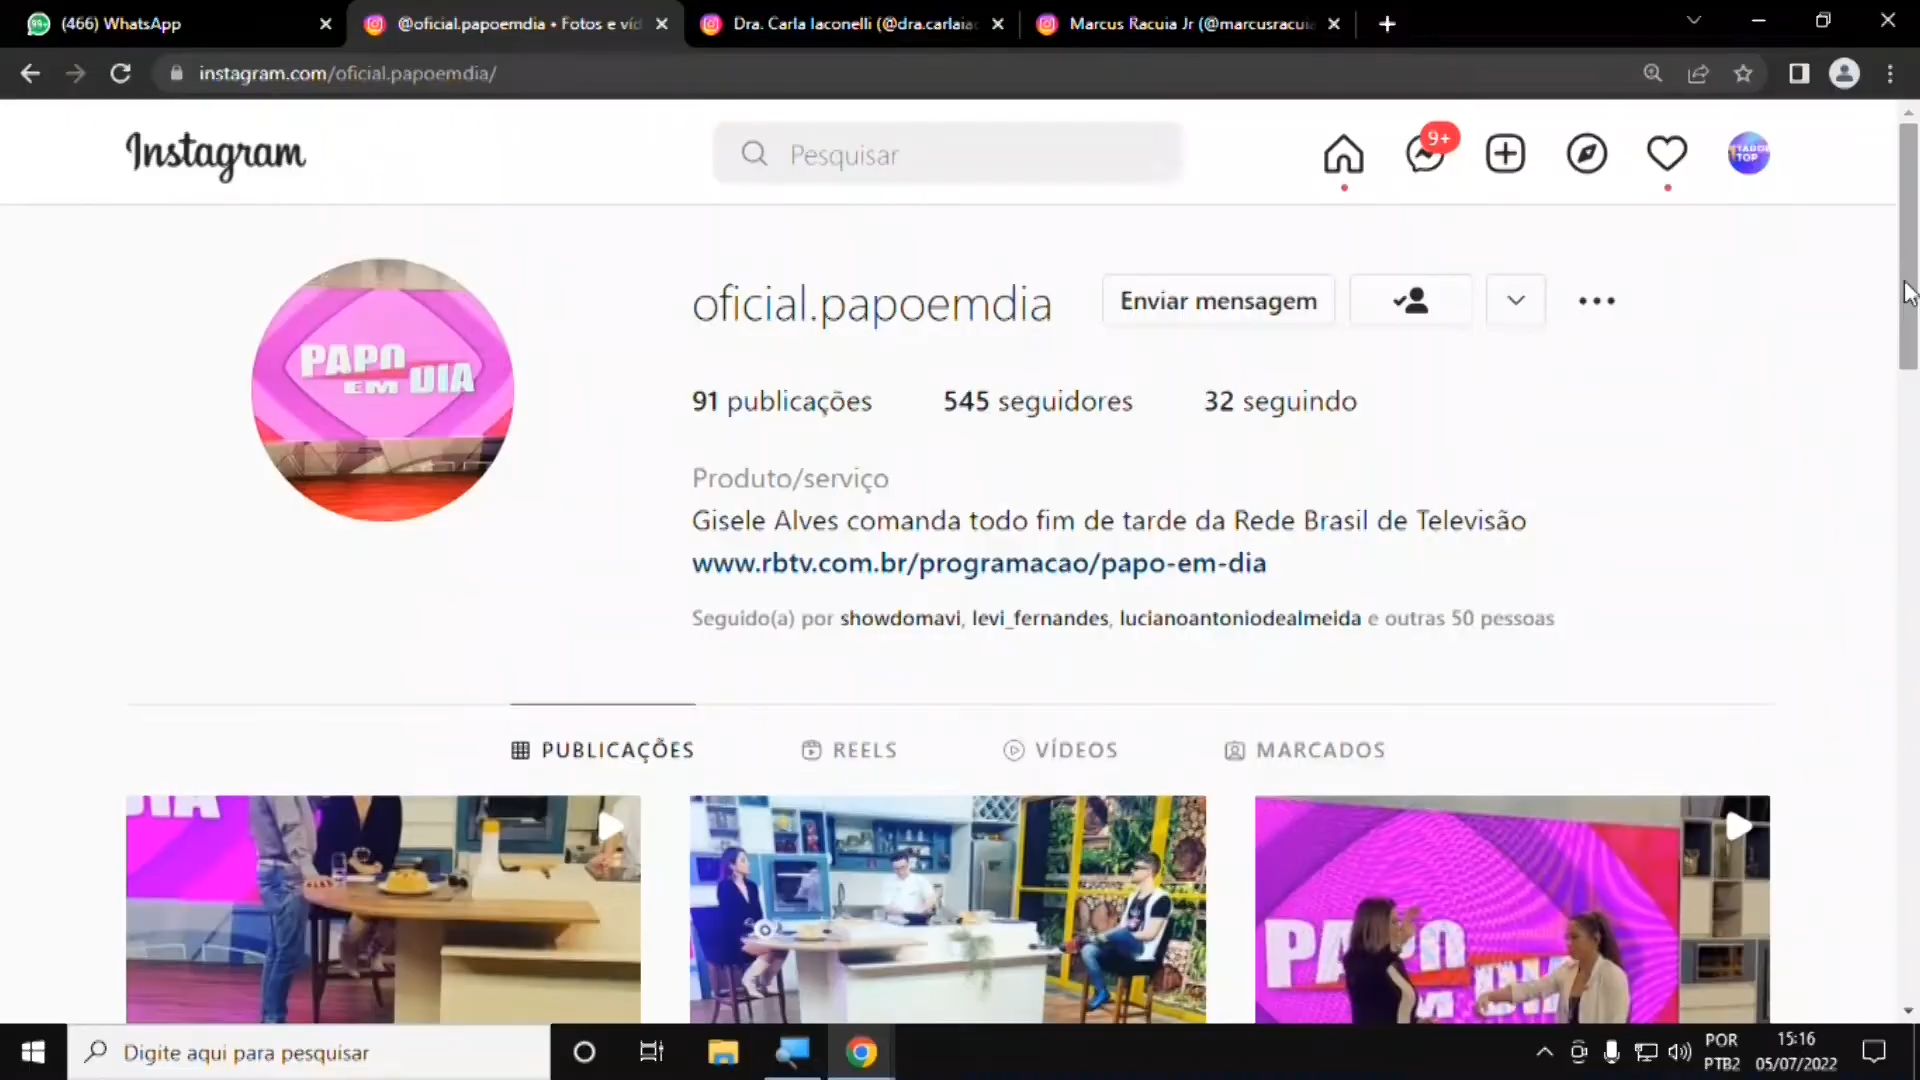 (466) WhatsApp
@oficial.papoemdia • Fotos e víd
Dra. Carla Iaconelli (@dra.carlaiac
Marcus Racuia Jr (@marcusracuia
instagram.com/oficial.papoemdia/
Instagram
Pesquisar
9+
TARDE
TOP
PAPO
EM DIA
oficial.papoemdia
Enviar mensagem
91 publicações
545 seguidores
32 seguindo
Produto/serviço
Gisele Alves comanda todo fim de tarde da Rede Brasil de Televisão
www.rbtv.com.br/programacao/papo-em-dia
Seguido(a) por showdomavi, levi_fernandes, lucianoantoniodealmeida e outras 50 pessoas
PUBLICAÇÕES
REELS
VÍDEOS
MARCADOS
Digite aqui para pesquisar
POR
PTB2
15:16
05/07/2022